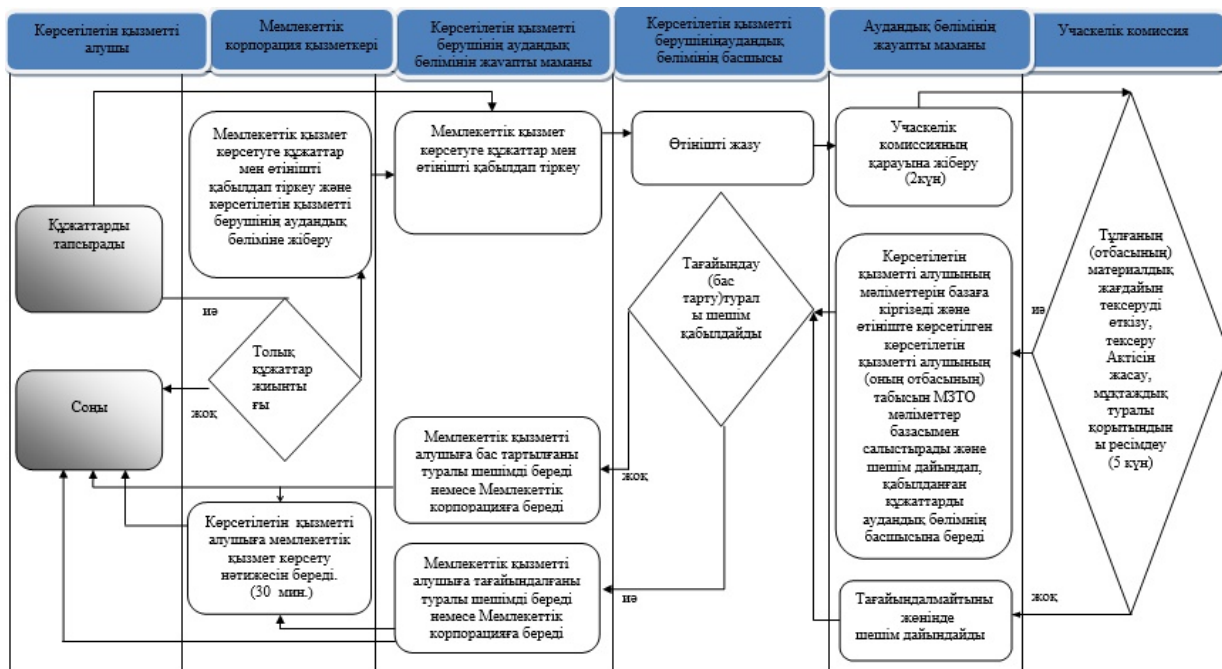 Көрсетілетін қызметті
алушы
Мемлекеттік
корпорация қызметкері
Көрсетілетін қызметті
берушінің аудандық
бөлімінін жауапты маманы
Көрсетілетін қызметті
берушініңаудандық
бөлімінің басшысы
Аудандық бөлімінің
жауапты маманы
Учаскелік комиссия
Құжаттарды
тапсырады
Мемлекеттік қызмет
көрсетуге құжаттар
мен өтінішті
қабылдап тіркеу және
көрсетілетін қызметті
берушінің аудандық
бөліміне жіберу
Мемлекеттік қызмет
көрсетуге құжаттар мен
өтінішті қабылдап тіркеу
Өтінішті жазу
Учаскелік
комиссияның
қарауына жіберу
(2күн)
Тұлғаның
(отбасының)
материалдық
жағдайын
тексеруді
өткізу,
тексеру
Актісін
жасау,
мұқтаждық
туралы
қорытындын
ы ресімдеу
(5 күн)
иә
жоқ
Көрсетілетін
қызметті алушының
мәліметтерін базаға
кіргізеді және
өтініште көрсетілген
көрсетілетін
қызметті алушының
(оның отбасының)
табысын МЗТО
мәліметтер
базасымен
салыстырады және
шешім дайындап,
қабылданған
құжаттарды
аудандық бөлімнің
басшысына береді
Тағайындалмайтыны
жөнінде
шешім дайындайды
Тағайындау
(бас
тарту)турал
ы шешім
қабылдайды
жоқ
иә
Толық
құжаттар
жиынты
ғы
иә
жоқ
Соңы
Мемлекеттік қызметті
алушыға бас тартылғаны
туралы шешімді береді
немесе Мемлекеттік
корпорацияға береді
Көрсетілетін қызметті
алушыға мемлекеттік
қызмет көрсету
нәтижесін береді.
(30 мин.)
Мемлекеттік қызметті
алушыға тағайындалғаны
туралы шешімді береді
немесе Мемлекеттік
корпорацияға береді